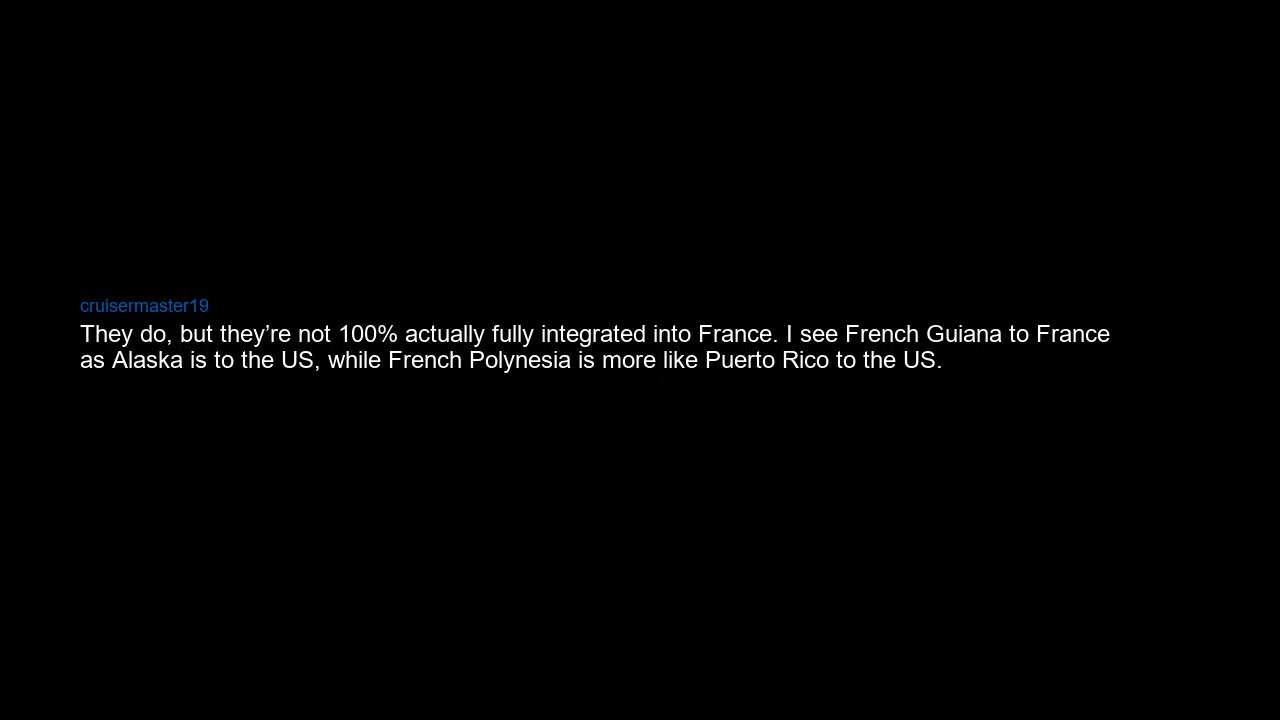 cruisermaster19
They do, but they’re not 100% actually fully integrated into France. I see French Guiana to France
as Alaska is to the US, while French Polynesia is more like Puerto Rico to the US.